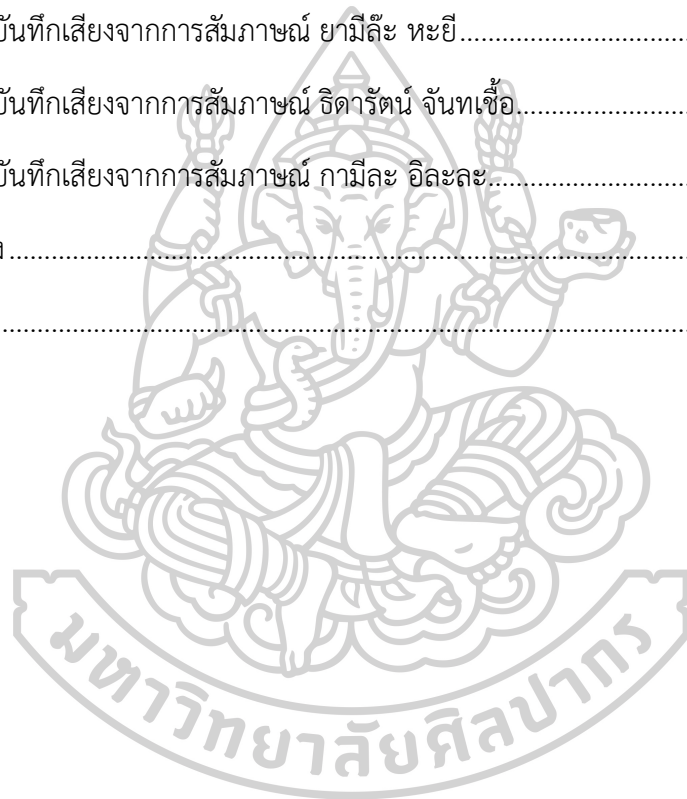 บันทึกเสียงจากการสัมภาษณ์ ยามีล๊ะ หะยี................................
บันทึกเสียงจากการสัมภาษณ์ ธิดารัตน์ จันทเชื้อ........................
บันทึกเสียงจากการสัมภาษณ์ กามีละ อิละละ............................
มหาวิทยาลัยศิลปากร